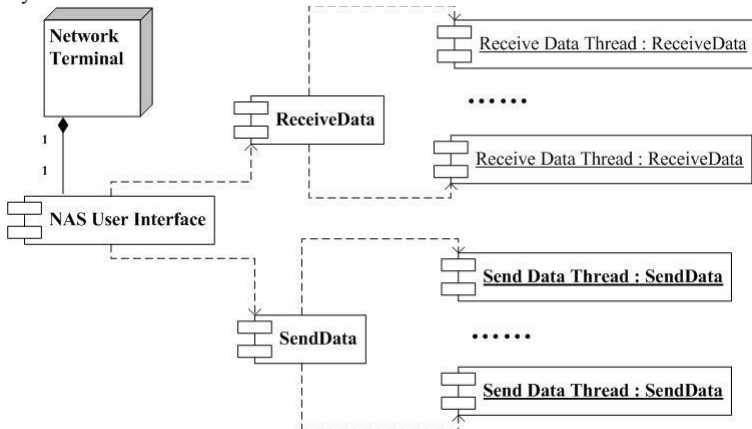 Network
Terminal
1
1
NAS User Interface
ReceiveData
Receive Data Thread : ReceiveData
......
Receive Data Thread : ReceiveData
SendData
Send Data Thread : SendData
......
Send Data Thread : SendData